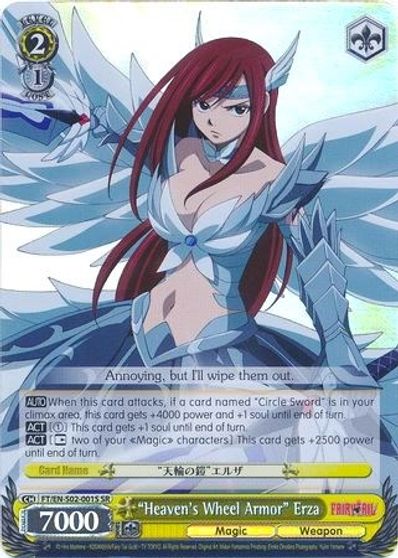 LEVEL
2
1
COST
Annoying, but I'll wipe them out.
AUTO When this card attacks, if a card named "Circle Sword" is in your
climax area, this card gets +4000 power and +1 soul until end of turn.
ACT [①] This card gets +1 soul until end of turn.
ACT [ two of your «Magic» characters] This card gets +2500 power
until end of turn.
Card Name
"天輪の鎧"エルザ
CH FT/EN-S02-001S SR
"Heaven's Wheel Armor" Erza
FAIRY TAIL
POWER
7000
Magic
Weapon